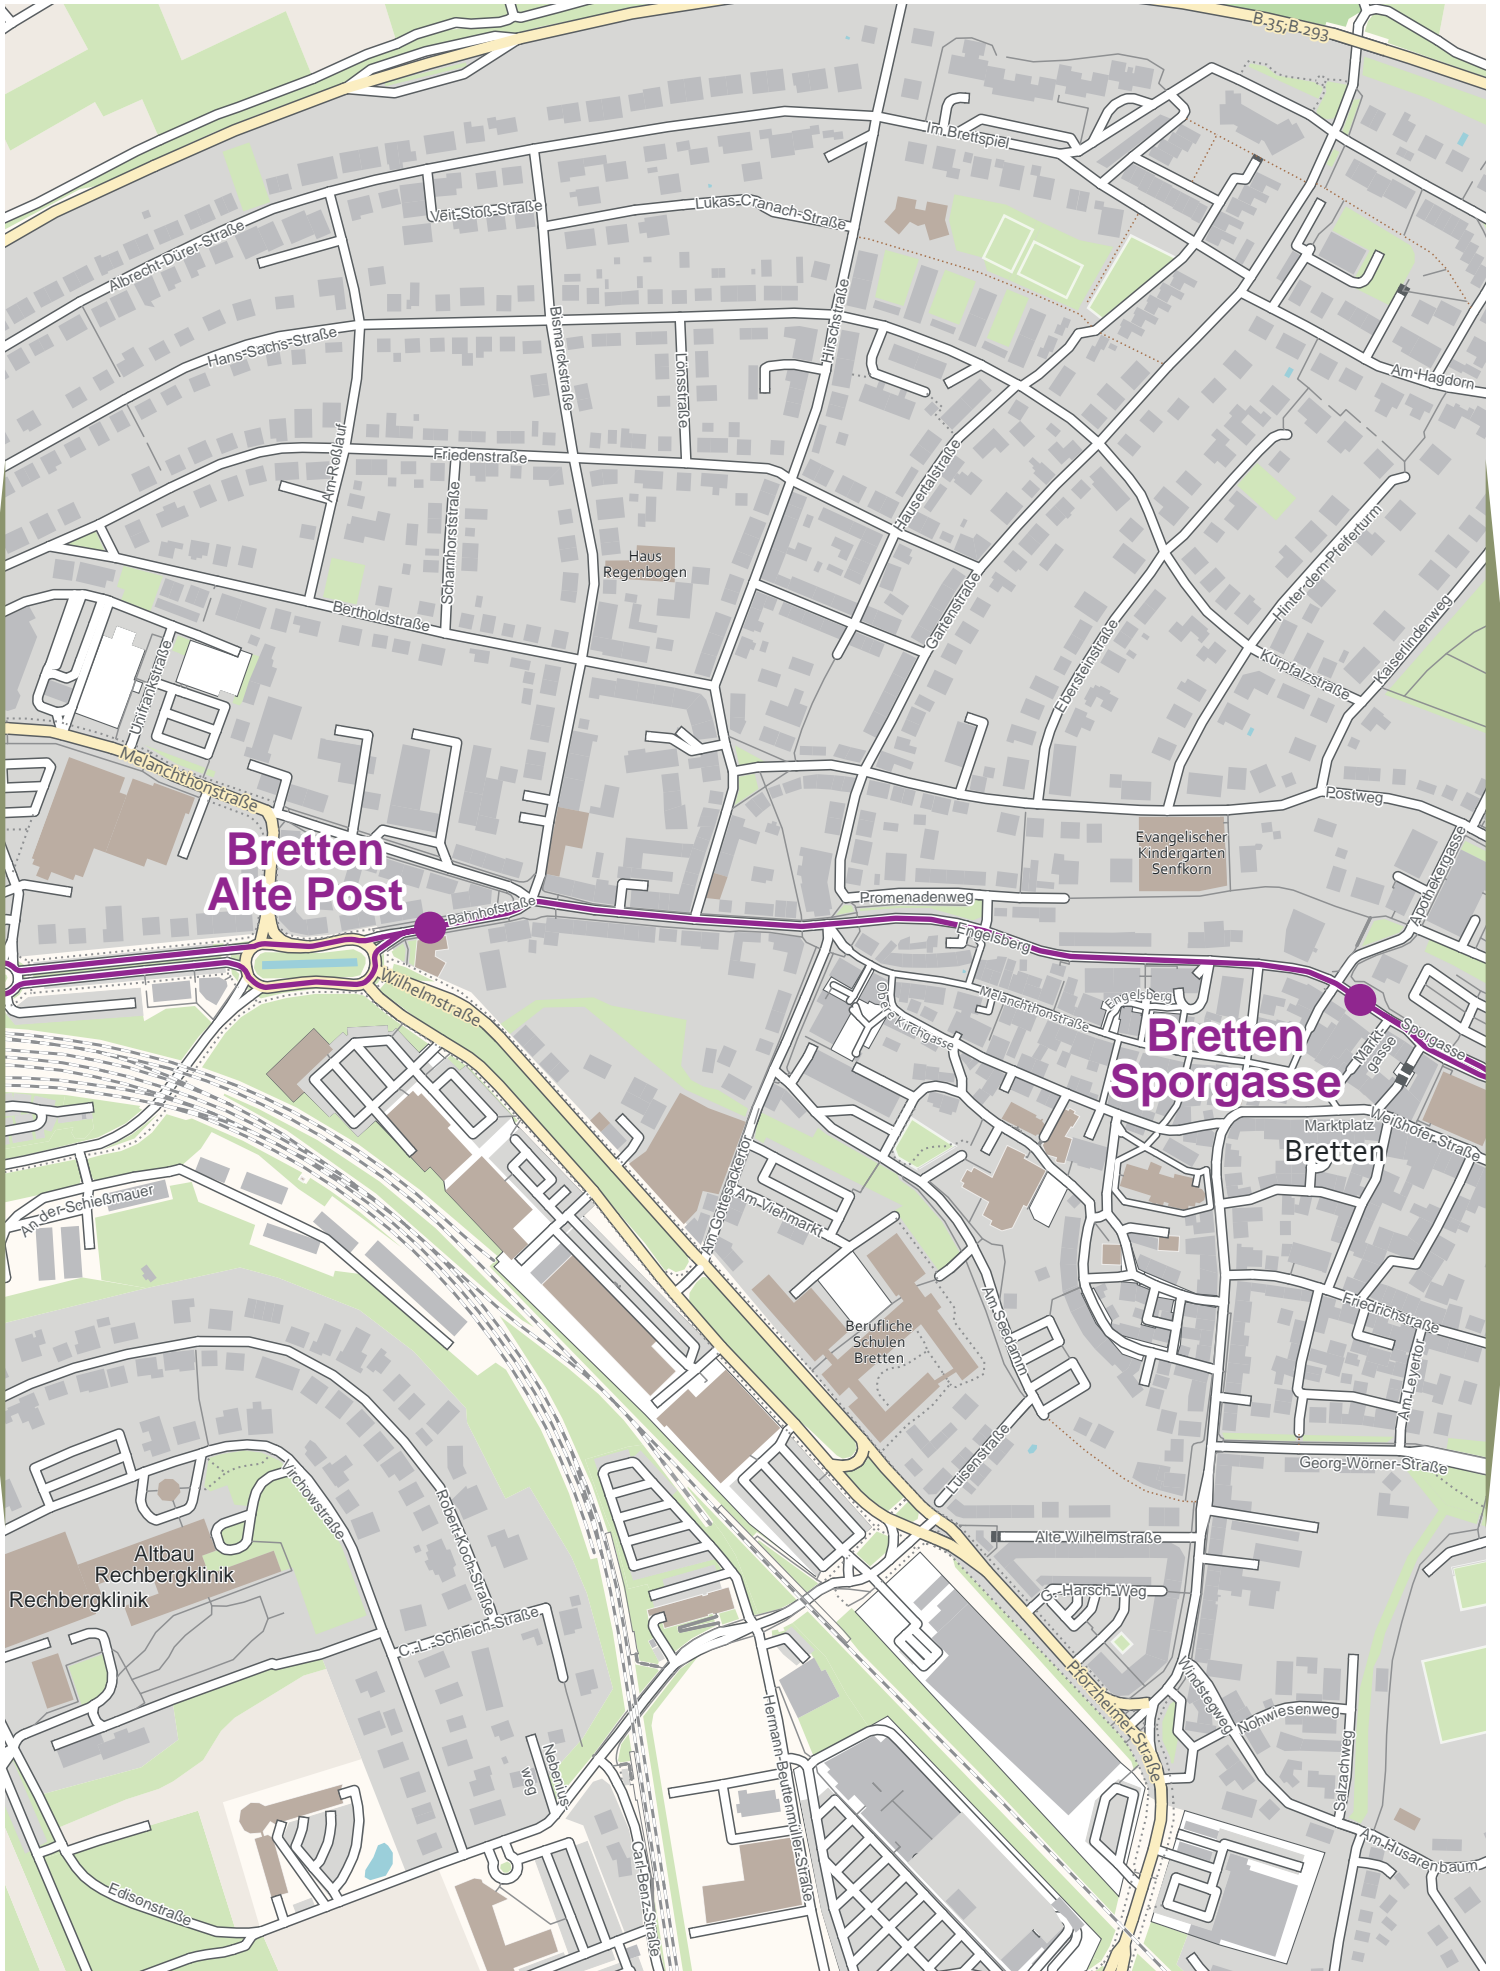 B 35;B 293
Im Brettspiel
Veit-Stoß-Straße
Lukas-Cranach-Straße
Albrecht-Dürer-Straße
Hans-Sachs-Straße
Bismarckstraße
Hirschstraße
Lönsstraße
Am Hagdorn
Am Roßlauf
Friedenstraße
Hausertalstraße
Scharnhorststraße
Haus
Regenbogen
Hinter dem Pfeiferturm
Bertholdstraße
Gartenstraße
Ebersteinstraße
Kurpfalzstraße
Kaiserlindenweg
Unifrankstraße
Melanchthonstraße
Postweg
Evangelischer
Kindergarten
Senfkorn
Apothekergasse
Bretten
Alte Post
Promenadenweg
Bahnhofstraße
Engelsberg
Wilhelmstraße
Obere Kirchgasse
Melanchthonstraße
Engelsberg
Bretten
Sporgasse
Markt-
gasse
Sporgasse
Weißhofer Straße
Marktplatz
Bretten
An der Schießmauer
Am Gottesackertor
Am Viehmarkt
Am Seedamm
Friedrichstraße
Berufliche
Schulen
Bretten
Am Leyertor
Luisenstraße
Georg-Wörner-Straße
Virchowstraße
Robert-Koch-Straße
Alte Wilhelmstraße
Altbau
Rechbergklinik
Rechbergklinik
G.-Harsch-Weg
C.-L.-Schleich-Straße
Pforzheimer Straße
Windstegweg
Nohwiesenweg
Salzachweg
Nebenius-
weg
Hermann-Beuttenmüller-Straße
Carl-Benz-Straße
Am Husarenbaum
Edisonstraße